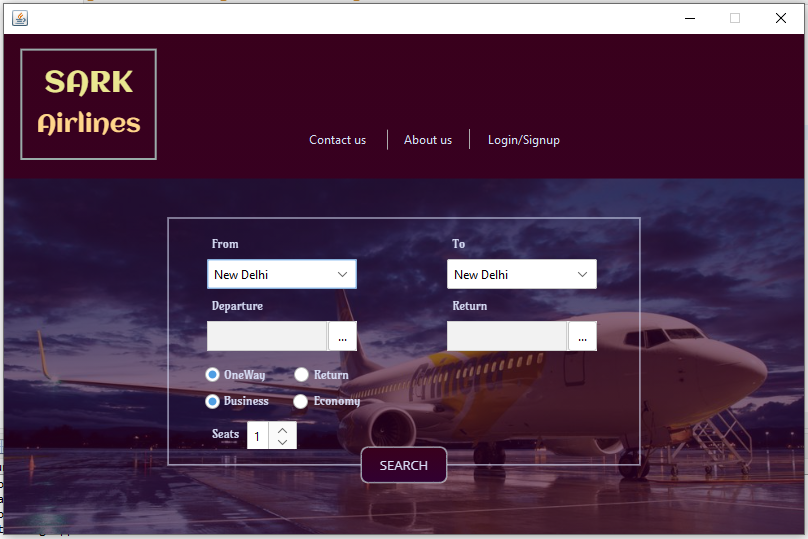 SARK
Airlines
Contact us
About us
Login/Signup
From
To
New Delhi
New Delhi
Departure
Return
...
...
OneWay
Return
Business
Economy
Seats
1
SEARCH